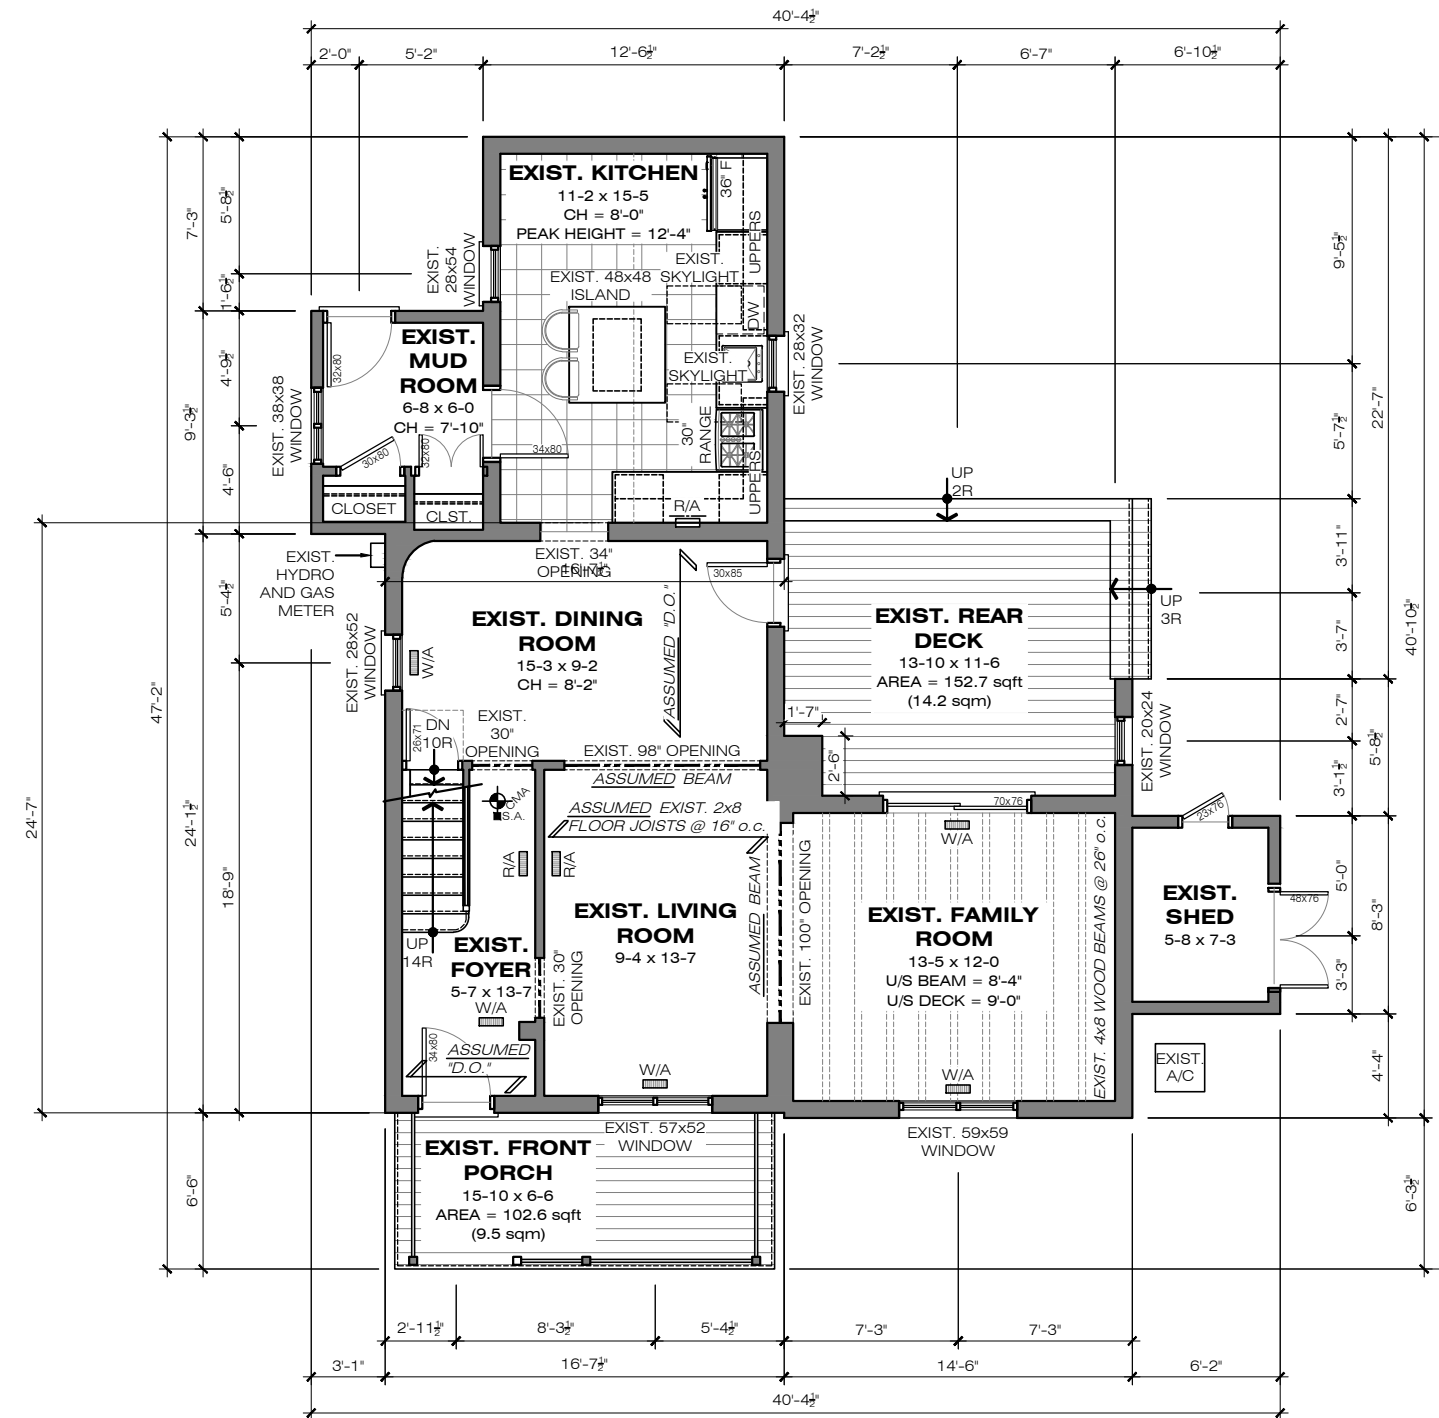 40'-4½"
2'-0"
5'-2"
12'-6½"
7'-2½"
6'-7"
6'-10½"
EXIST. KITCHEN
11-2 x 15-5
CH = 8'-0"
PEAK HEIGHT = 12'-4"
36" F
UPPERS
EXIST.
SKYLIGHT
EXIST. 48x48
ISLAND
DW
EXIST.
SKYLIGHT
30"
RANGE
UPPERS
R/A
EXIST.
28x54
WINDOW
EXIST. 28x32
WINDOW
EXIST.
MUD
ROOM
6-8 x 6-0
CH = 7'-10"
32x80
30x80
32x80
34x80
CLOSET
CLST.
EXIST. 38x38
WINDOW
7'-3"
5'-8½"
1'-6½"
4'-9½"
9'-3½"
4'-6"
47'-2"
24'-7"
24'-1½"
5'-4½"
18'-9"
6'-6"
9'-5½"
5'-7½"
22'-7"
3'-11"
3'-7"
40'-10½"
2'-7"
5'-8½"
3'-1½"
5'-0"
8'-3"
3'-3"
4'-4"
6'-3½"
EXIST.
HYDRO
AND GAS
METER
EXIST. 34"
OPENING
16'-7½"
30x85
EXIST. DINING
ROOM
15-3 x 9-2
CH = 8'-2"
ASSUMED "D.O."
W/A
EXIST. 28x52
WINDOW
UP
2R
UP
3R
EXIST. REAR
DECK
13-10 x 11-6
AREA = 152.7 sqft
(14.2 sqm)
1'-7"
2'-6"
EXIST. 20x24
WINDOW
26x71
DN
10R
EXIST.
30"
OPENING
EXIST. 98" OPENING
ASSUMED BEAM
ASSUMED EXIST. 2x8
FLOOR JOISTS @ 16" o.c.
CMA
S.A.
R/A
R/A
70x76
W/A
23x76
EXIST. LIVING
ROOM
9-4 x 13-7
ASSUMED BEAM
EXIST. 100" OPENING
EXIST. FAMILY
ROOM
13-5 x 12-0
U/S BEAM = 8'-4"
U/S DECK = 9'-0"
EXIST. 4x8 WOOD BEAMS @ 26" o.c.
EXIST.
SHED
5-8 x 7-3
48x76
UP
14R
EXIST.
FOYER
5-7 x 13-7
W/A
EXIST. 30"
OPENING
34x80
ASSUMED
"D.O."
W/A
W/A
EXIST.
A/C
EXIST. 57x52
WINDOW
EXIST. 59x59
WINDOW
EXIST. FRONT
PORCH
15-10 x 6-6
AREA = 102.6 sqft
(9.5 sqm)
2'-11½"
8'-3½"
5'-4½"
7'-3"
7'-3"
3'-1"
16'-7½"
14'-6"
6'-2"
40'-4½"